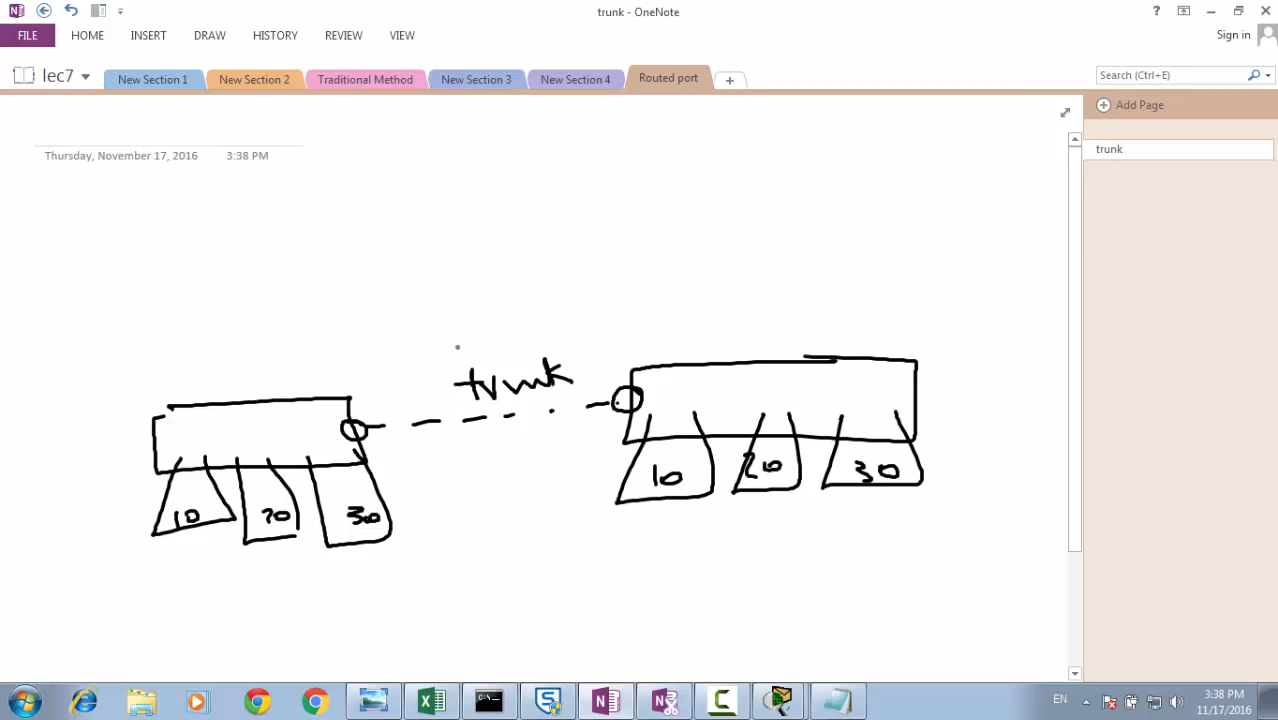 trunk - OneNote
?
Sign in
FILE HOME INSERT DRAW HISTORY REVIEW VIEW
lec7 New Section 1 New Section 2 Traditional Method New Section 3 New Section 4 Routed port +
Search (Ctrl+E)
Add Page
trunk
Thursday, November 17, 2016 3:38 PM
trunk
10 20 30
10 20 30
EN
3:38 PM
11/17/2016